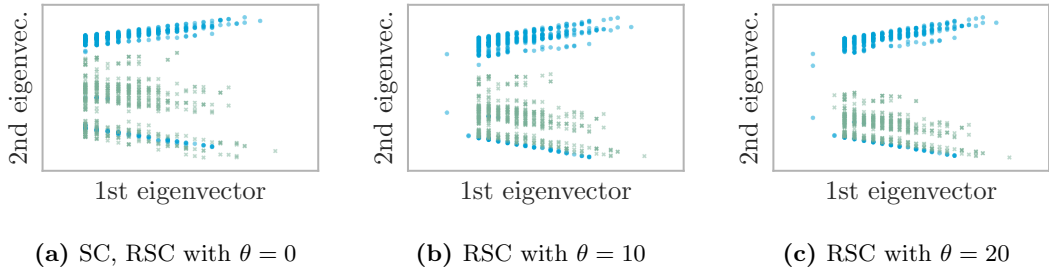 2nd eigenvec.
1st eigenvector
(a) SC, RSC with θ = 0
2nd eigenvec.
1st eigenvector
(b) RSC with θ = 10
2nd eigenvec.
1st eigenvector
(c) RSC with θ = 20